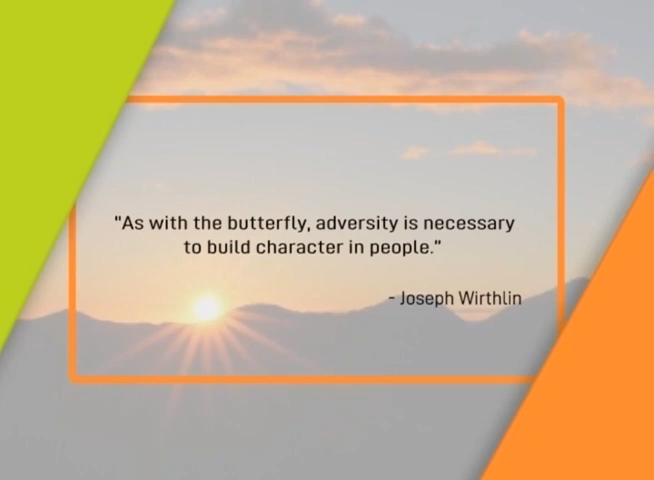 "As with the butterfly, adversity is necessary
to build character in people."
- Joseph Wirthlin